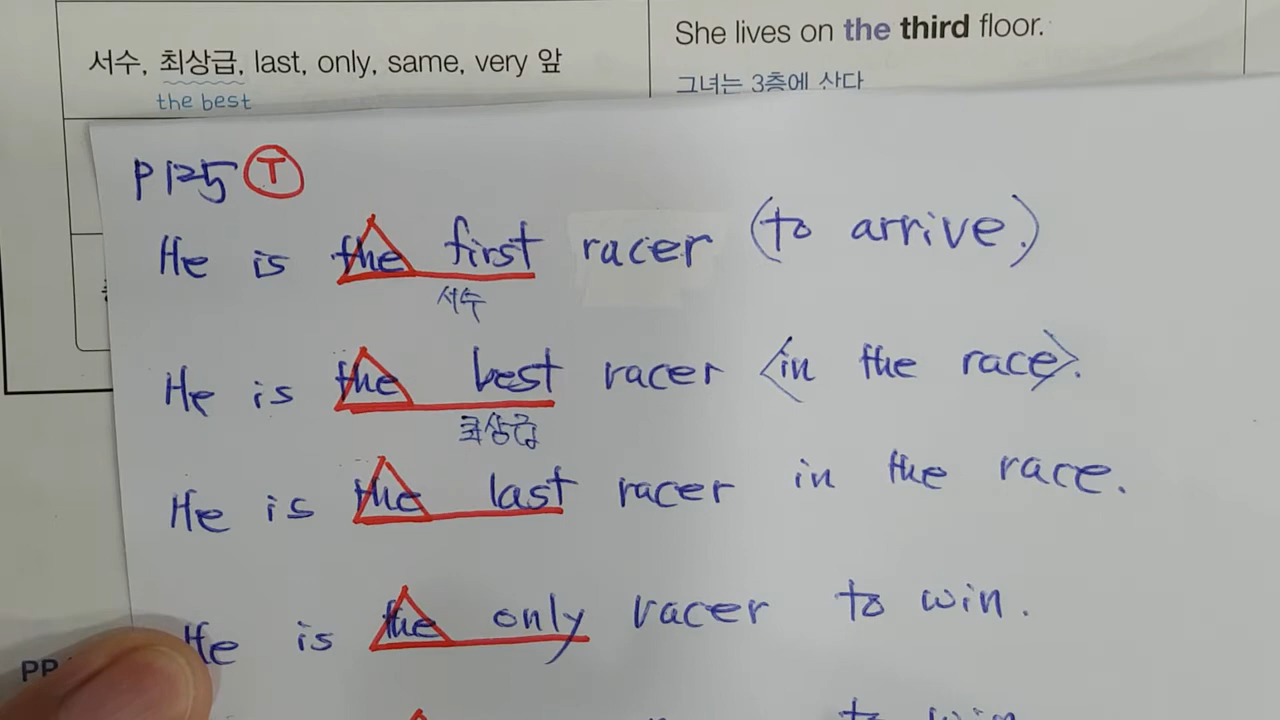 서수, 최상급, last, only, same, very 앞
the best
She lives on the third floor.
그녀는 3층에 산다
P125 T
He is the first racer (to arrive.)
서수
He is the best racer <in the race>.
최상급
He is the last racer in the race.
He is the only racer to win.
to win
PP